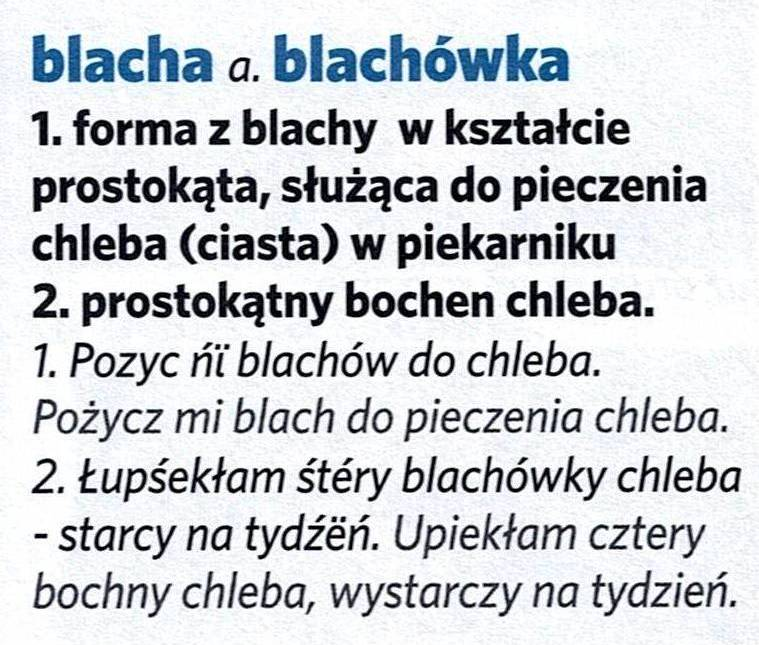 blacha a. blachówka
1. forma z blachy w kształcie
prostokąta, służąca do pieczenia
chleba (ciasta) w piekarniku
2. prostokątny bochen chleba.
1. Pozyc ńï blachów do chleba.
Pożycz mi blach do pieczenia chleba.
2. Łupśekłam śtéry blachówky chleba
- starcy na tydźëń. Upiekłam cztery
bochny chleba, wystarczy na tydzień.